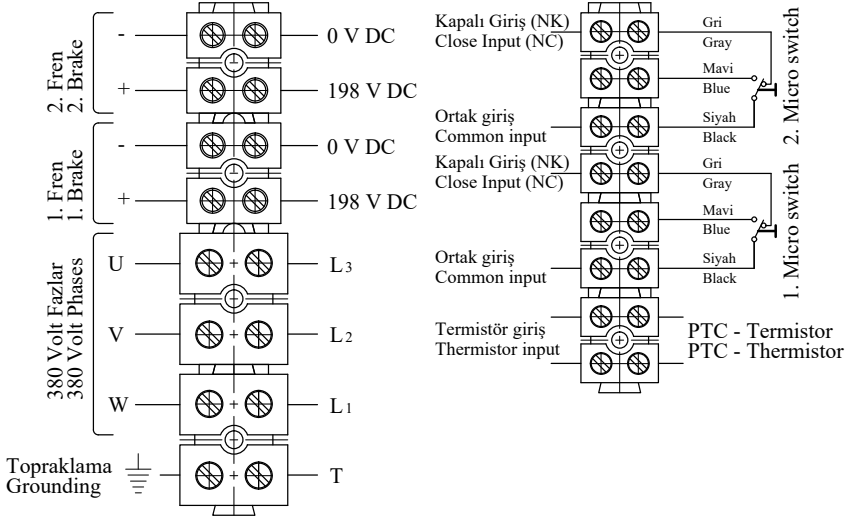 2. Fren
2. Brake
-
0 V DC
+
198 V DC
1. Fren
1. Brake
-
0 V DC
+
198 V DC
380 Volt Fazlar
380 Volt Phases
U
L3
V
L2
W
L1
Topraklama
Grounding
T
Kapalı Giriş (NK)
Close Input (NC)
Gri
Gray
Mavi
Blue
Ortak giriş
Common input
Siyah
Black
2. Micro switch
Kapalı Giriş (NK)
Close Input (NC)
Gri
Gray
Mavi
Blue
Ortak giriş
Common input
Siyah
Black
1. Micro switch
Termistör giriş
Thermistor input
PTC - Termistor
PTC - Thermistor